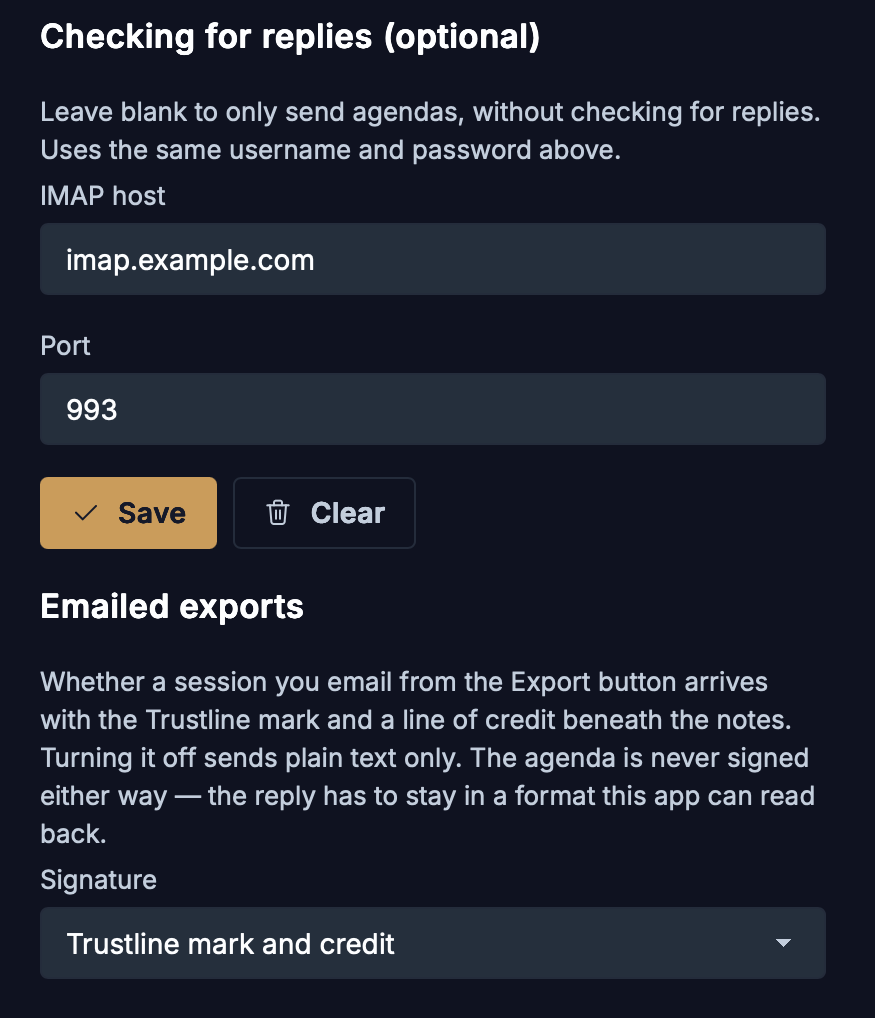 Checking for replies (optional)
Leave blank to only send agendas, without checking for replies.
Uses the same username and password above.
IMAP host
imap.example.com
Port
993
Save
Clear
Emailed exports
Whether a session you email from the Export button arrives
with the Trustline mark and a line of credit beneath the notes.
Turning it off sends plain text only. The agenda is never signed
either way — the reply has to stay in a format this app can read
back.
Signature
Trustline mark and credit